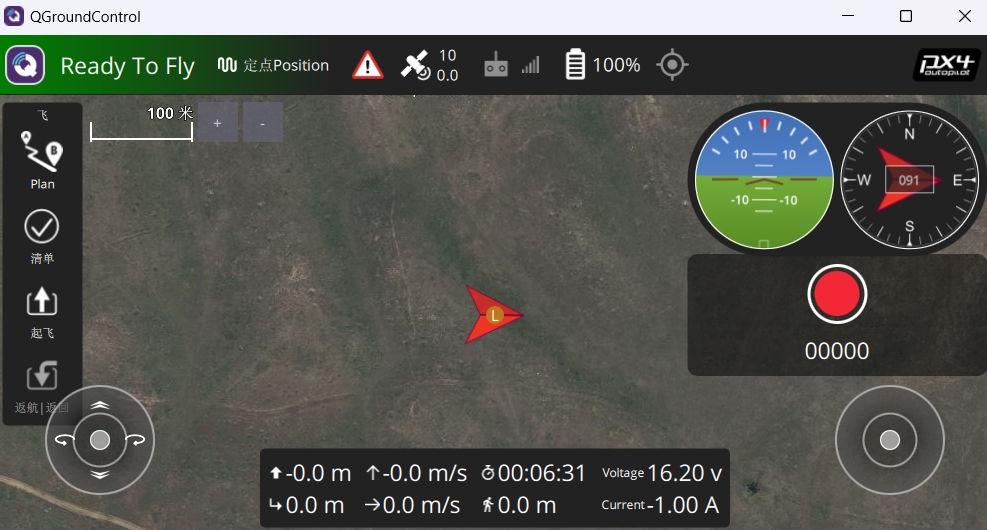 QGroundControl
Ready To Fly
定点Position
10
0.0
100%
PX4
autopilot
飞
100 米
+
-
A
B
Plan
清单
起飞
返航|返回
10 10
-10 -10
N
W 091 E
S
L
00000
-0.0 m -0.0 m/s 00:06:31 Voltage 16.20 v
0.0 m 0.0 m/s 0.0 m Current -1.00 A